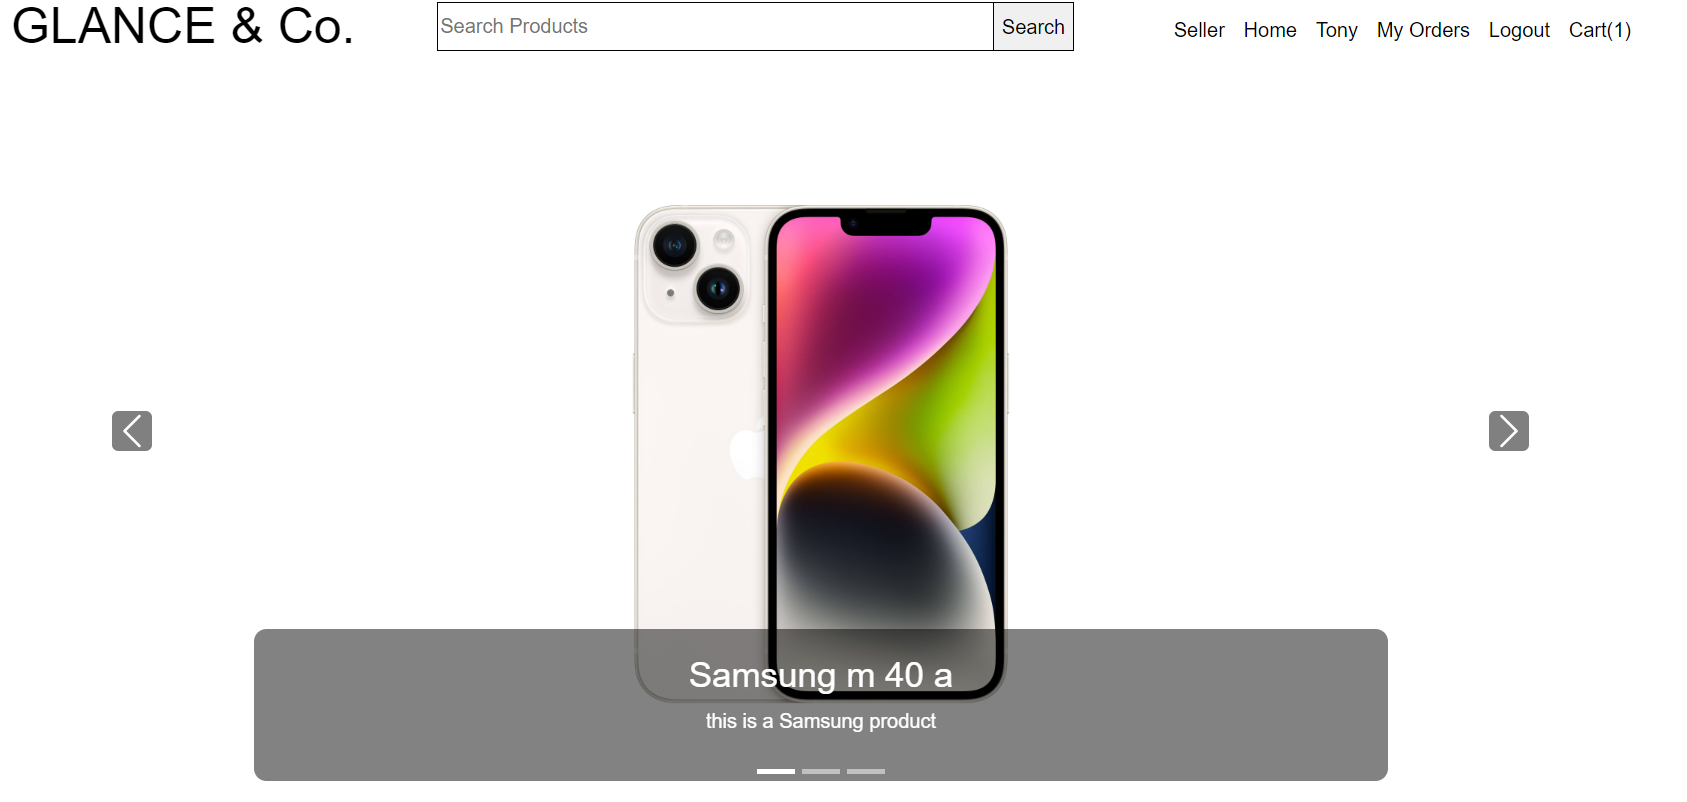 GLANCE & Co.
Search Products
Search
Seller Home Tony My Orders Logout Cart(1)
Samsung m 40 a
this is a Samsung product